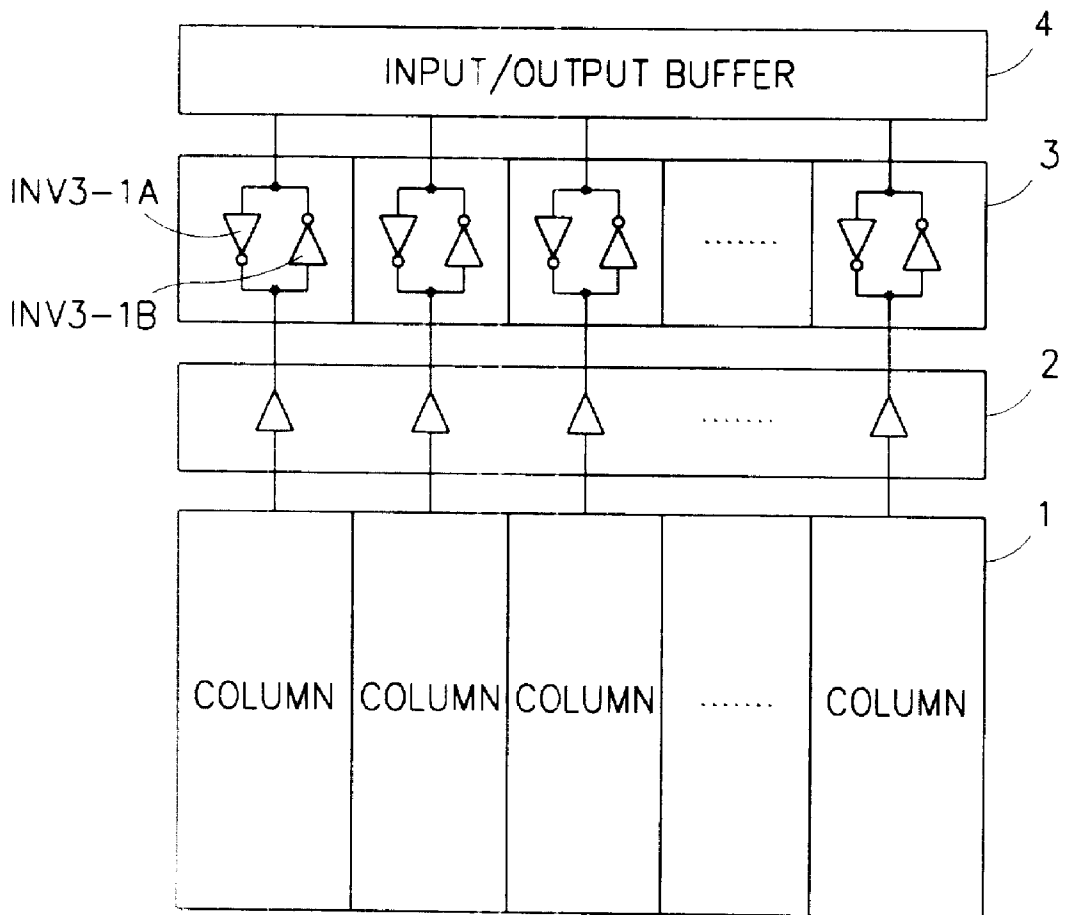 4
INPUT/OUTPUT BUFFER
3
INV3-1A
.......
INV3-1B
2
.......
1
COLUMN COLUMN COLUMN ....... COLUMN